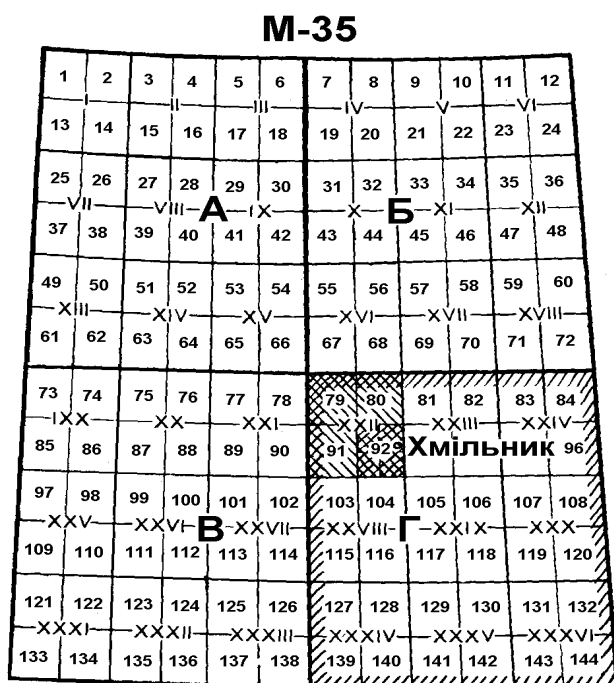 М-35
1 2 3 4 5 6 7 8 9 10 11 12
I II III IV V VI
13 14 15 16 17 18 19 20 21 22 23 24
25 26 27 28 29 30 31 32 33 34 35 36
VII VIII А IX X Б XI XII
37 38 39 40 41 42 43 44 45 46 47 48
49 50 51 52 53 54 55 56 57 58 59 60
XIII XIV XV XVI XVII XVIII
61 62 63 64 65 66 67 68 69 70 71 72
73 74 75 76 77 78 79 80 81 82 83 84
IXX XX XXI XXII XXIII XXIV
85 86 87 88 89 90 91 92 Хмільник 96
97 98 99 100 101 102 103 104 105 106 107 108
XXV XXVI В XXVII XXVIII Г XXIX XXX
109 110 111 112 113 114 115 116 117 118 119 120
121 122 123 124 125 126 127 128 129 130 131 132
XXXI XXXII XXXIII XXXIV XXXV XXXVI
133 134 135 136 137 138 139 140 141 142 143 144